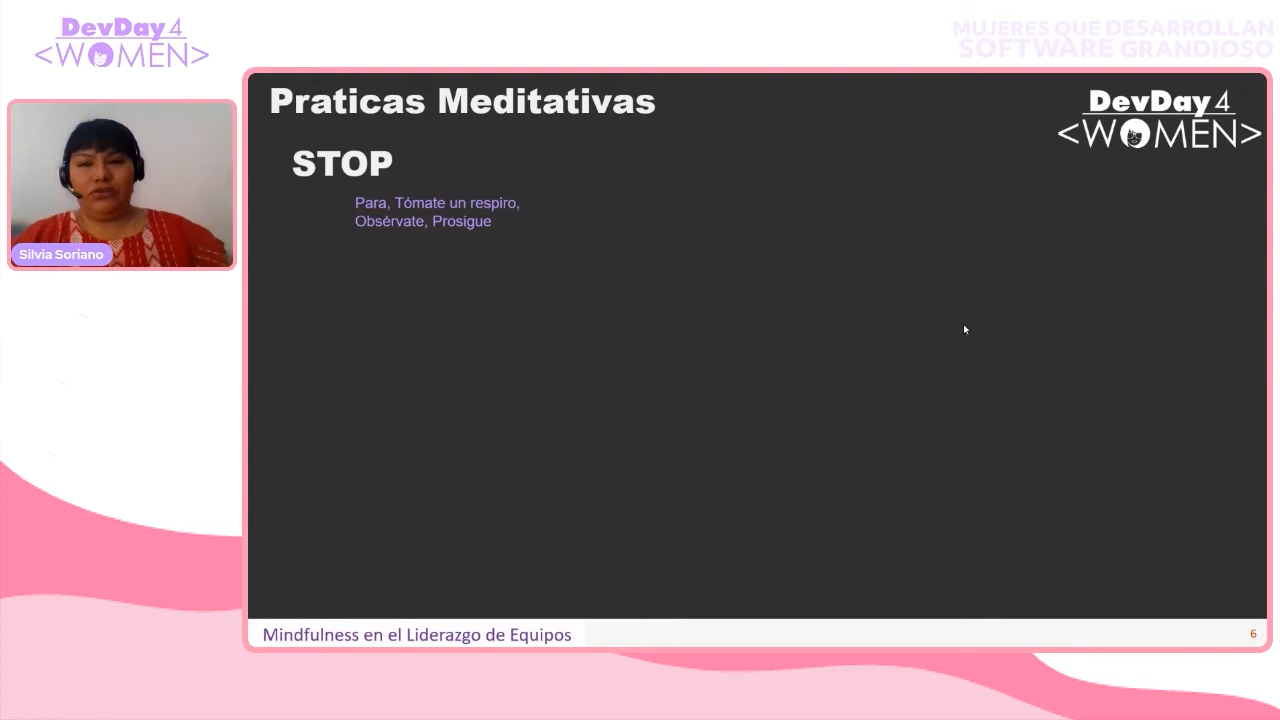 DevDay 4
<WOMEN>
MUJERES QUE DESARROLLAN
SOFTWARE GRANDIOSO
Silvia Soriano
Praticas Meditativas
DevDay 4
<WOMEN>
STOP
Para, Tómate un respiro,
Obsérvate, Prosigue
Mindfulness en el Liderazgo de Equipos
6